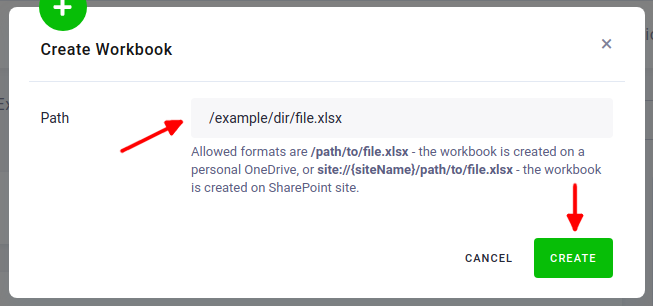 Create Workbook
×
Path
/example/dir/file.xlsx
Allowed formats are /path/to/file.xlsx - the workbook is created on a
personal OneDrive, or site://{siteName}/path/to/file.xlsx - the workbook
is created on SharePoint site.
CANCEL
CREATE